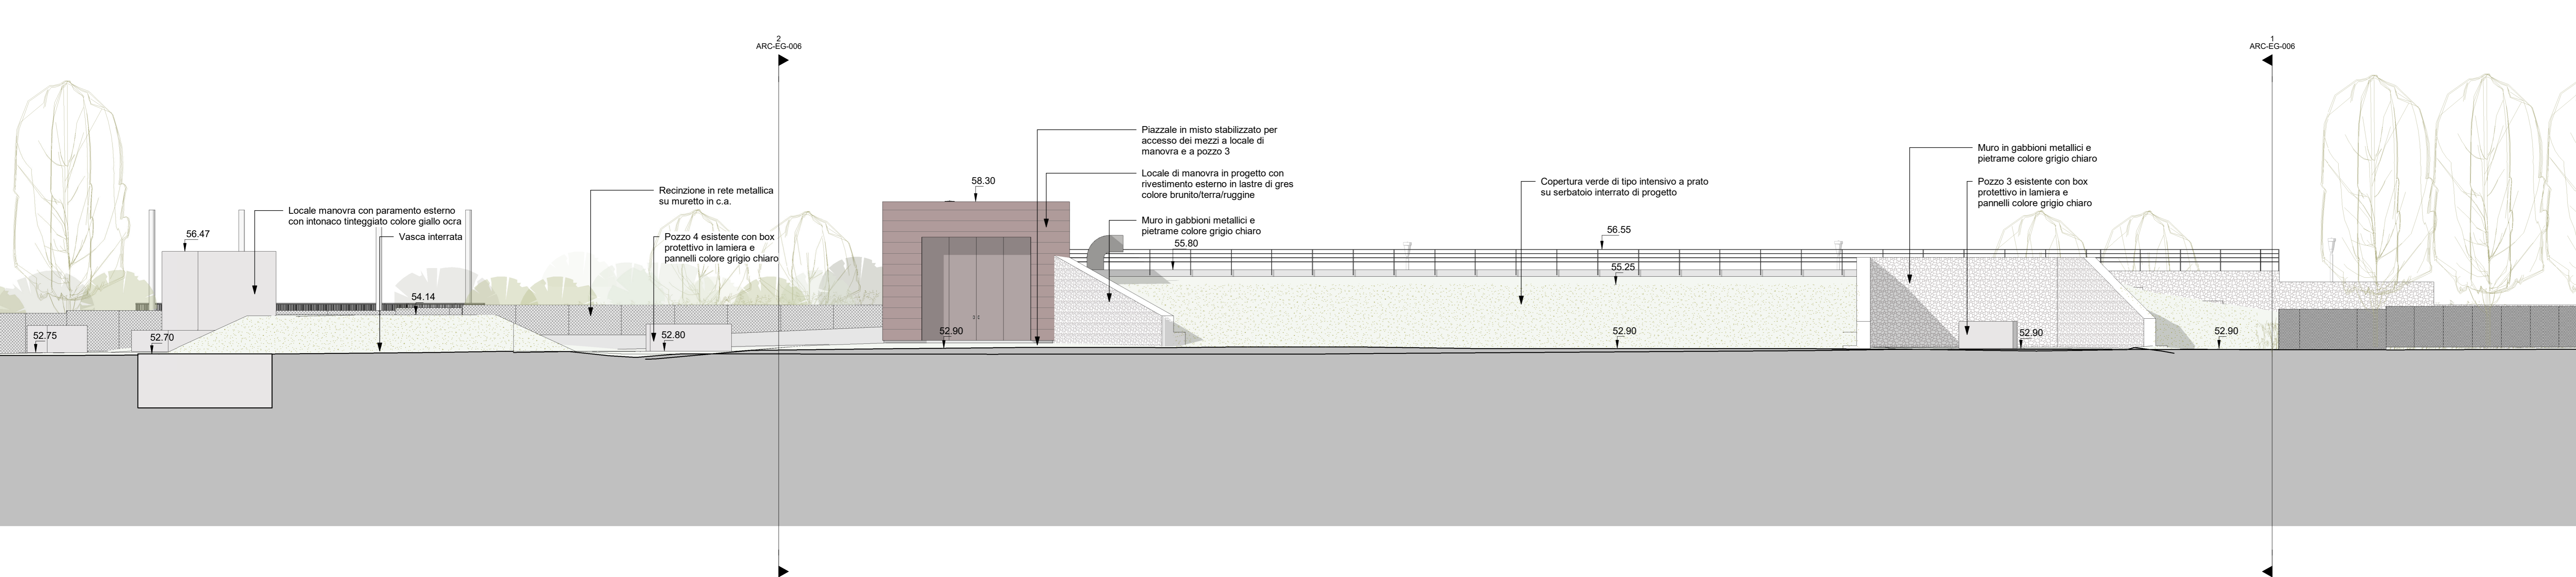 2
ARC-EG-006
1
ARC-EG-006
Piazzale in misto stabilizzato per
accesso dei mezzi a locale di
manovra e a pozzo 3
Muro in gabbioni metallici e
pietrame colore grigio chiaro
Locale di manovra in progetto con
rivestimento esterno in lastre di gres
colore brunito/terra/ruggine
58.30
Copertura verde di tipo intensivo a prato
su serbatoio interrato di progetto
Pozzo 3 esistente con box
protettivo in lamiera e
pannelli colore grigio chiaro
Recinzione in rete metallica
su muretto in c.a.
Locale manovra con paramento esterno
con intonaco tinteggiato colore giallo ocra
Muro in gabbioni metallici e
pietrame colore grigio chiaro
56.47
Vasca interrata
Pozzo 4 esistente con box
protettivo in lamiera e
pannelli colore grigio chiaro
55.80
56.55
55.25
54.14
52.75
52.70
52.80
52.90
52.90
52.90
52.90